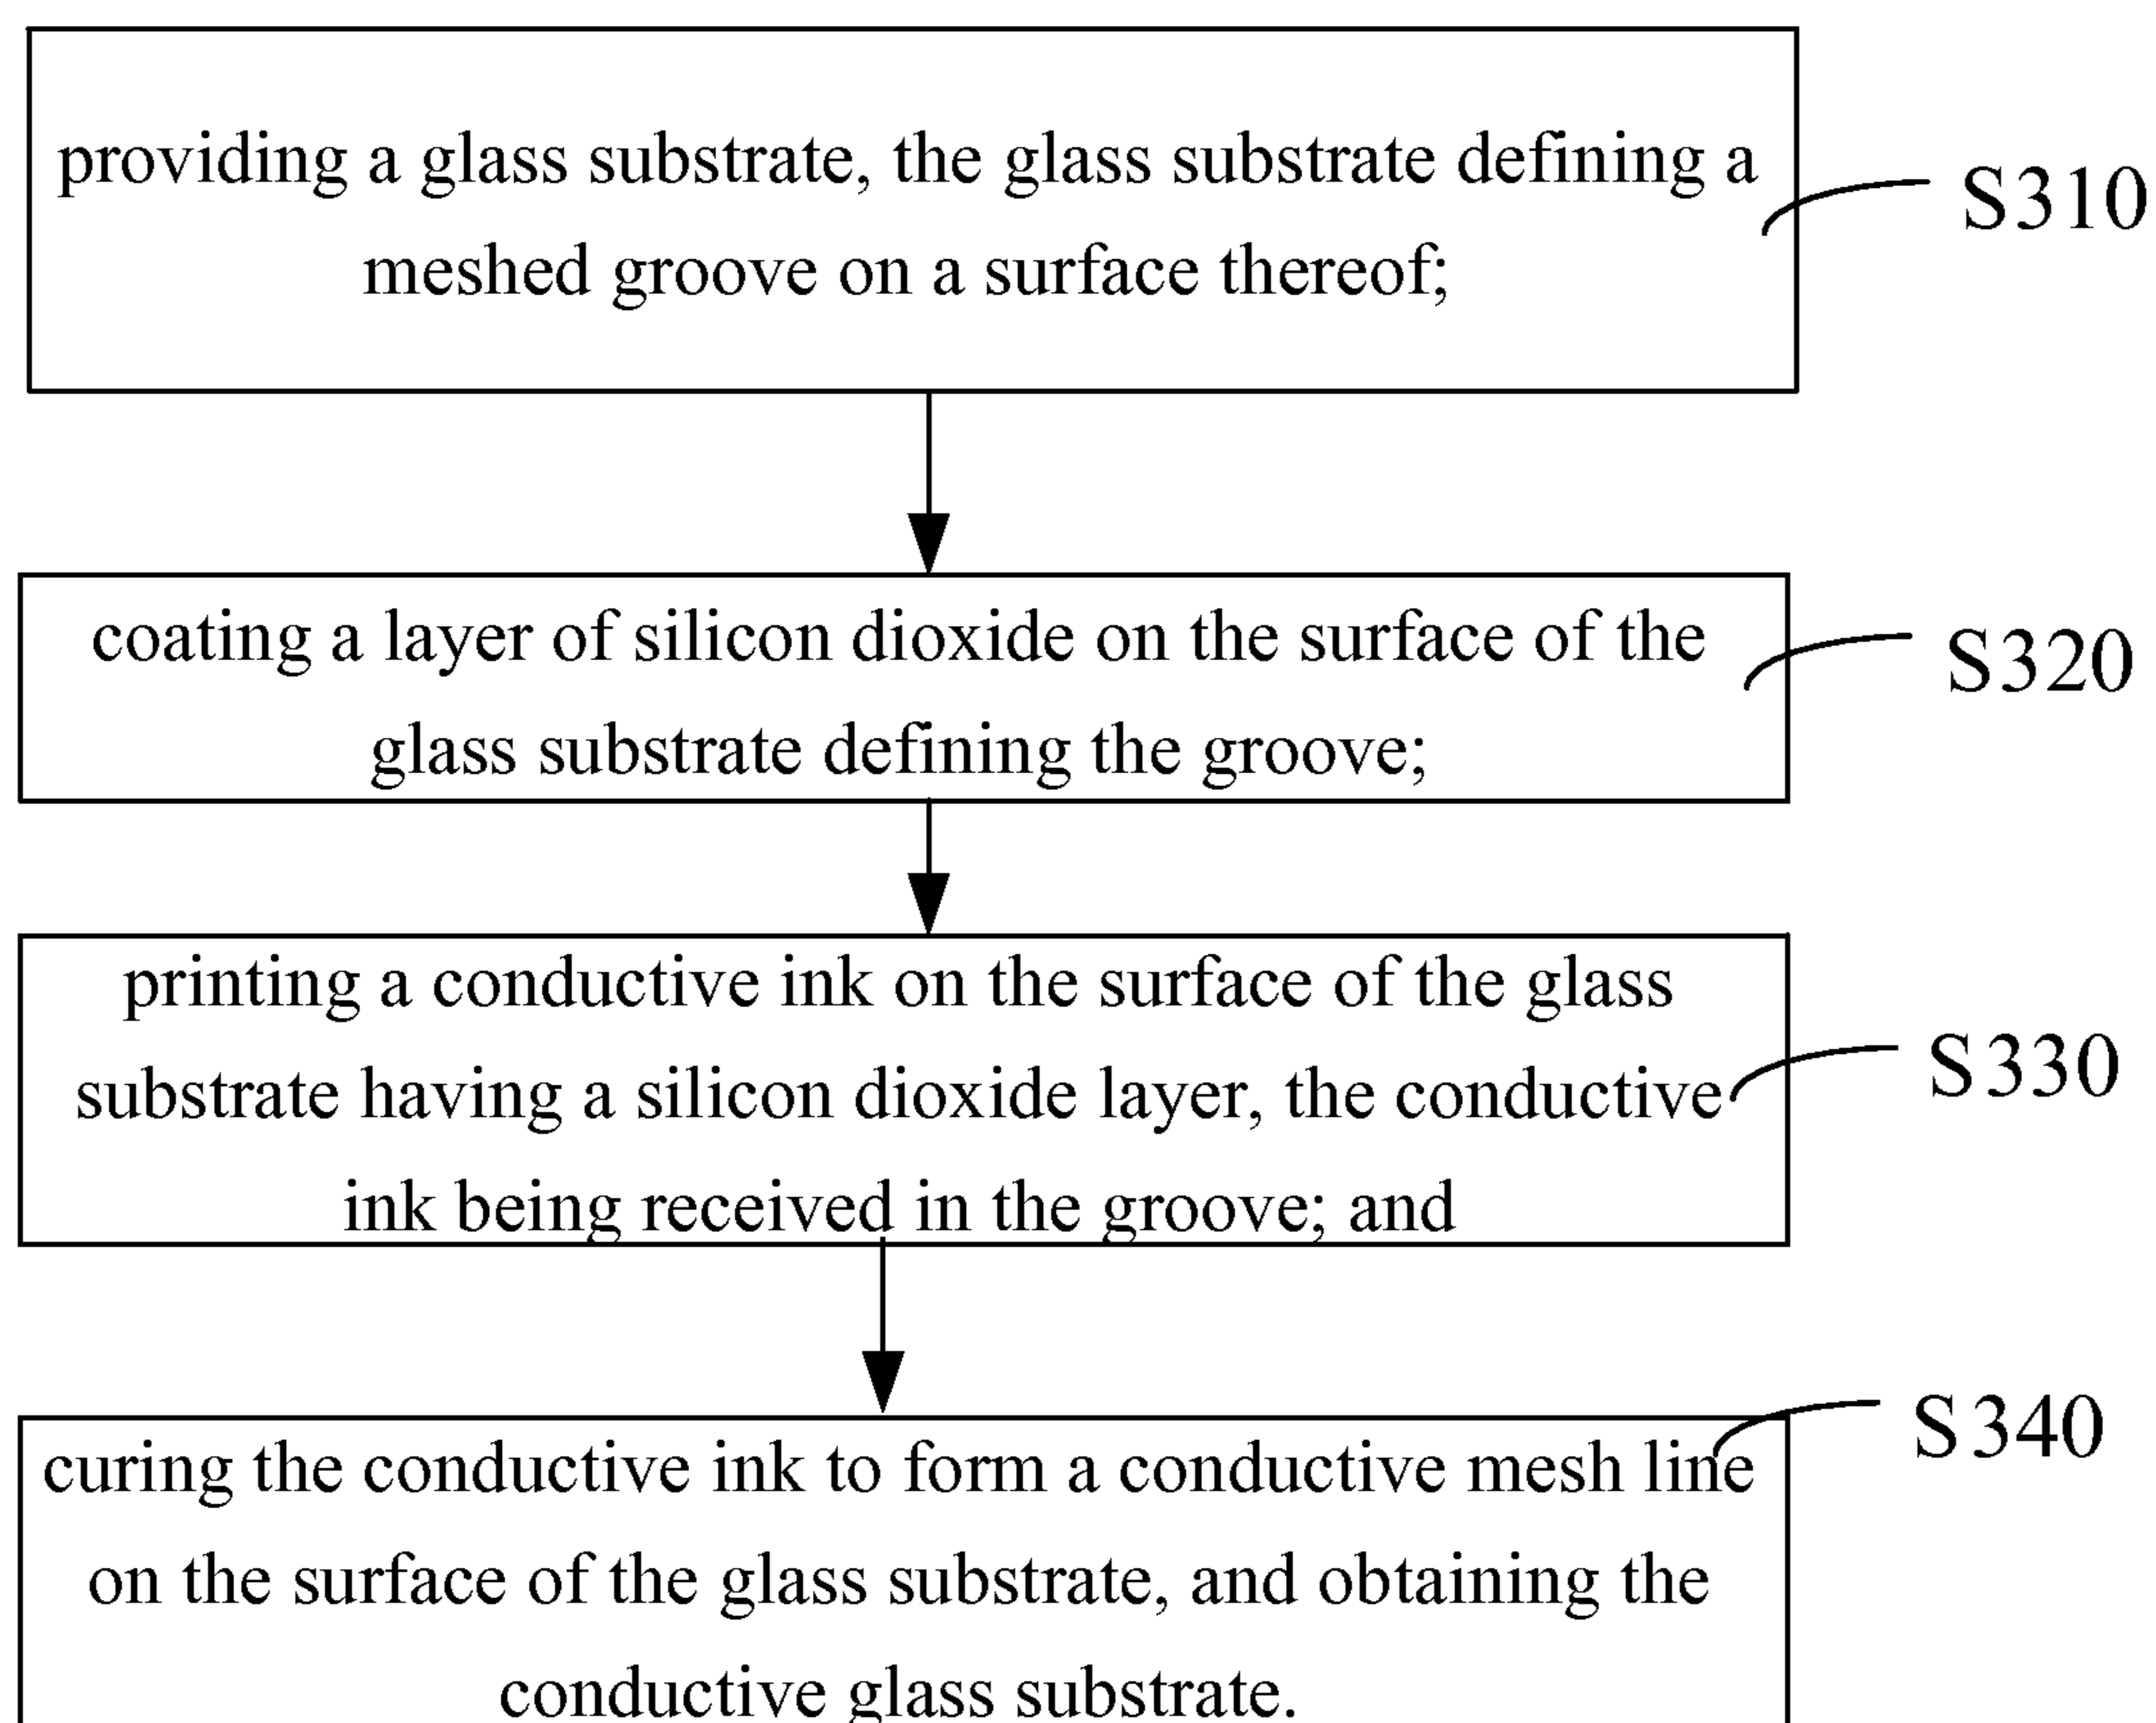 providing a glass substrate, the glass substrate defining a
meshed groove on a surface thereof;
S310
coating a layer of silicon dioxide on the surface of the
glass substrate defining the groove;
S320
printing a conductive ink on the surface of the glass
substrate having a silicon dioxide layer, the conductive
ink being received in the groove; and
S330
curing the conductive ink to form a conductive mesh line
on the surface of the glass substrate, and obtaining the
conductive glass substrate.
S340